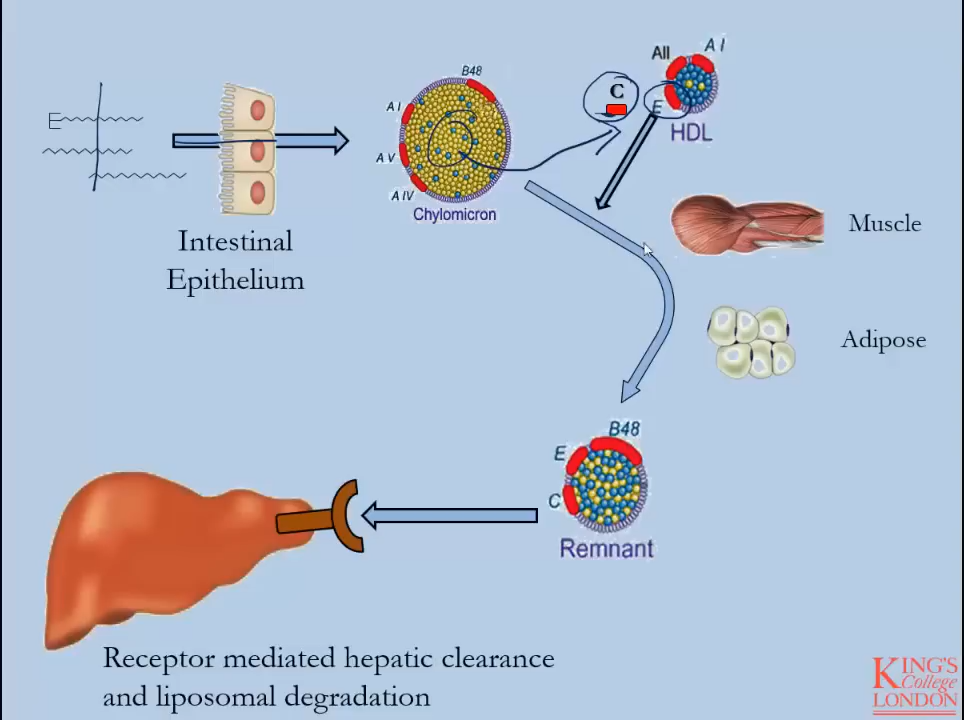 B48
A I
A V
A IV
Chylomicron
C
AII
A I
E
HDL
Intestinal
Epithelium
Muscle
Adipose
B48
E
C
Remnant
Receptor mediated hepatic clearance
and liposomal degradation
KING'S
College
LONDON